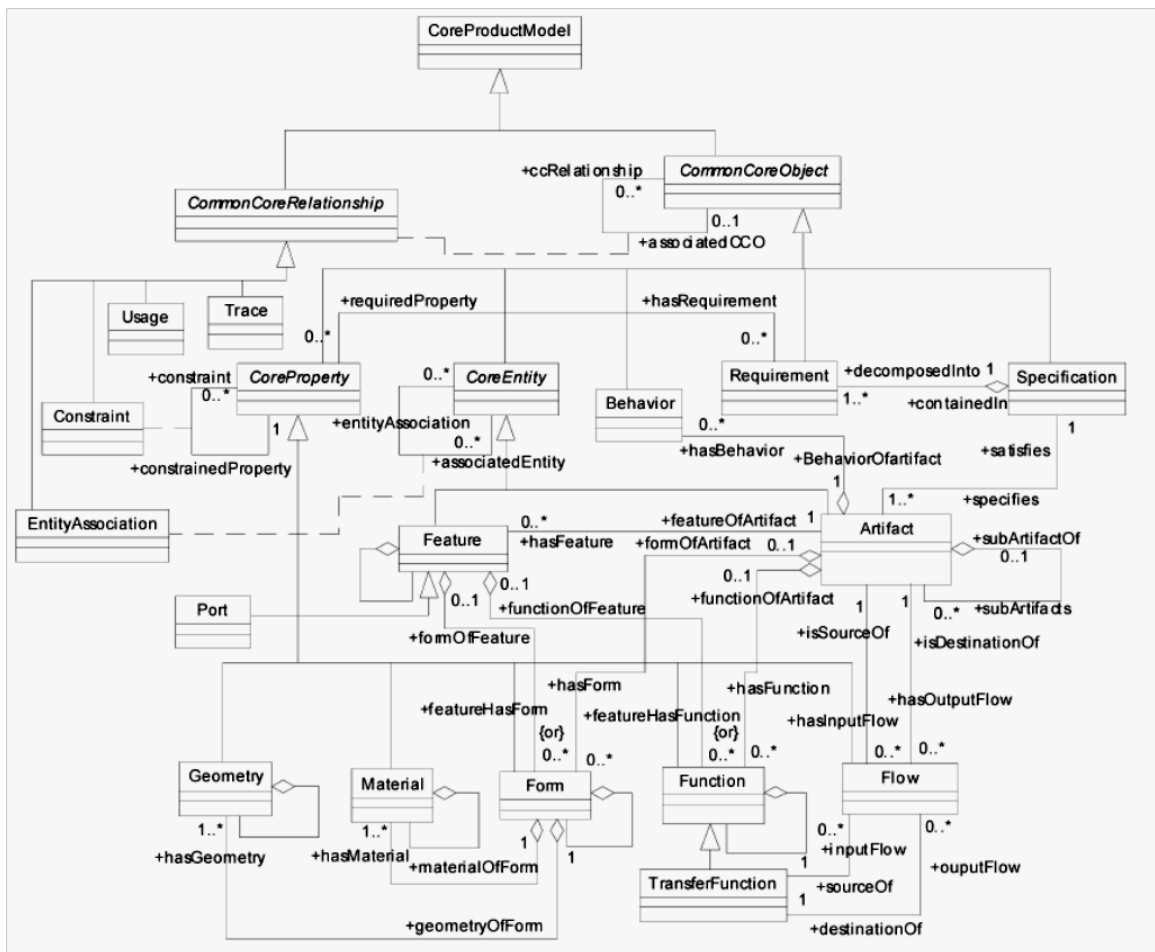 CoreProductModel
+ccRelationship
CommonCoreObject
0..*
CommonCoreRelationship
0..1
+associatedCCO
Usage
Trace
+requiredProperty
+hasRequirement
0..*
0..*
+constraint
CoreProperty
0..*
CoreEntity
Requirement
+decomposedInto
1
Specification
0..*
Behavior
1..*
+containedIn
Constraint
1
+entityAssociation
0..*
1
0..*
+hasBehavior
+satisfies
+constrainedProperty
+associatedEntity
+BehaviorOfartifact
1
1..*
+specifies
EntityAssociation
0..*
+featureOfArtifact
1
Artifact
Feature
+hasFeature
+formOfArtifact
0..1
+subArtifactOf
0..1
0..1
0..1
0..1
+functionOfFeature
+functionOfArtifact
1
1
0..*
+subArtifacts
Port
+formOfFeature
+isSourceOf
+isDestinationOf
+hasForm
+hasFunction
+hasOutputFlow
+featureHasForm
+featureHasFunction
+hasInputFlow
{or}
{or}
0..*
0..*
0..*
0..*
0..*
0..*
Geometry
Material
Form
Function
Flow
1..*
1..*
1
1
0..*
0..*
+hasGeometry
+hasMaterial
+materialOfForm
1
+inputFlow
+ouputFlow
TransferFunction
1
+sourceOf
+geometryOfForm
+destinationOf